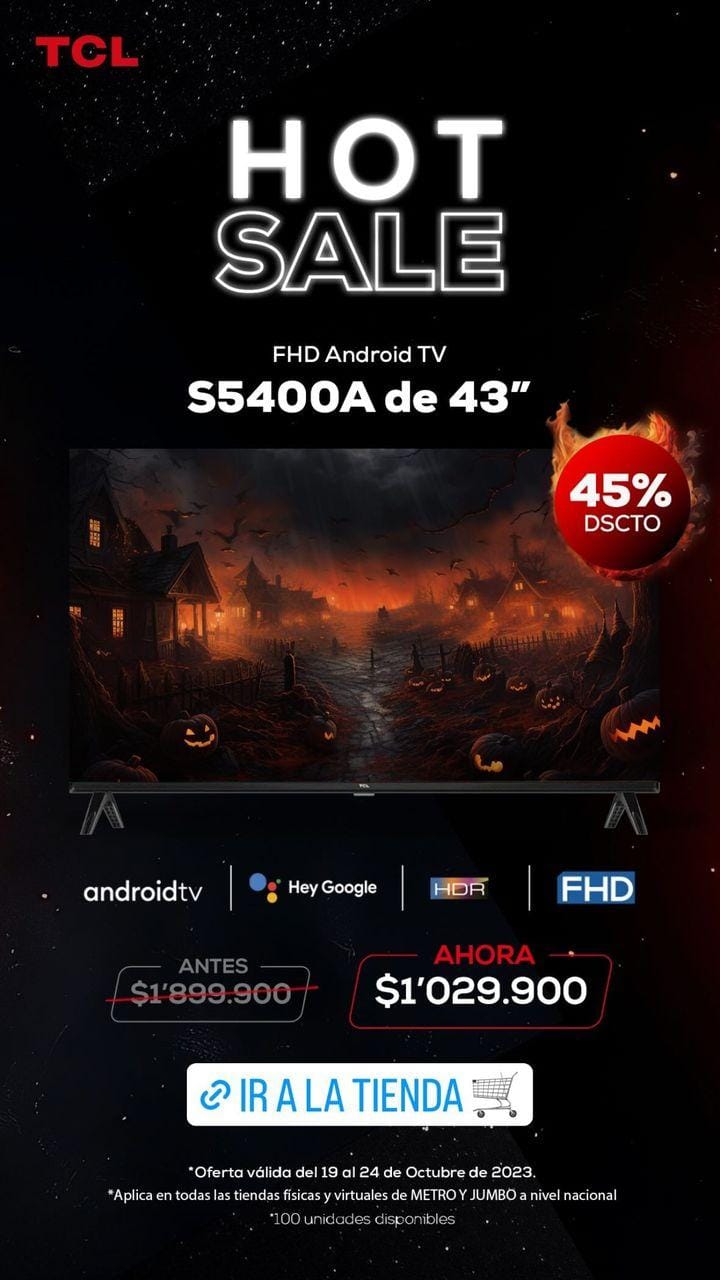 TCL
HOT
SALE
FHD Android TV
S5400A de 43”
45%
DSCTO
TCL
androidtv
Hey Google
HDR
FHD
ANTES
$1’899.900
AHORA
$1’029.900
IR A LA TIENDA
*Oferta válida del 19 al 24 de Octubre de 2023.
*Aplica en todas las tiendas físicas y virtuales de METRO Y JUMBO a nivel nacional
*100 unidades disponibles